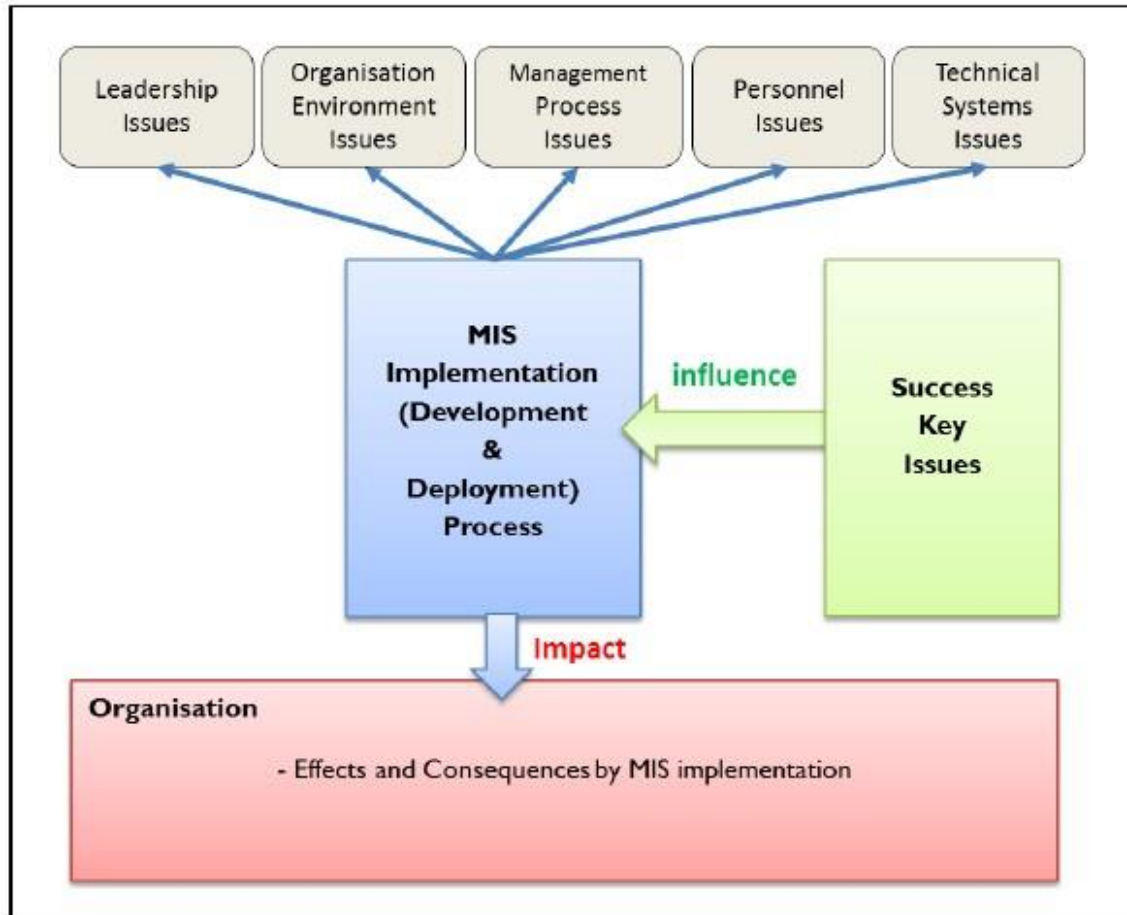 Leadership
Issues
Organisation
Environment
Issues
Management
Process
Issues
Personnel
Issues
Technical
Systems
Issues
MIS
Implementation
(Development
&
Deployment)
Process
influence
Success
Key
Issues
Impact
Organisation
- Effects and Consequences by MIS implementation